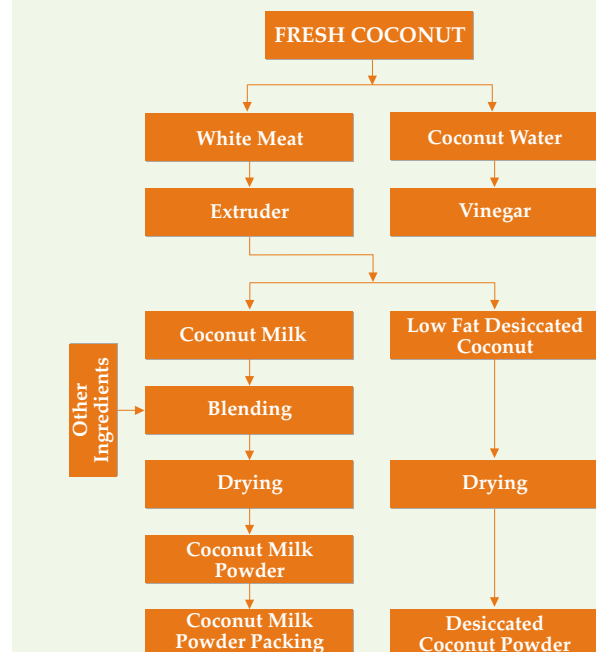 FRESH COCONUT
White Meat
Coconut Water
Extruder
Vinegar
Coconut Milk
Low Fat Desiccated
Coconut
Other
Ingredients
Blending
Drying
Drying
Coconut Milk
Powder
Coconut Milk
Powder Packing
Desiccated
Coconut Powder